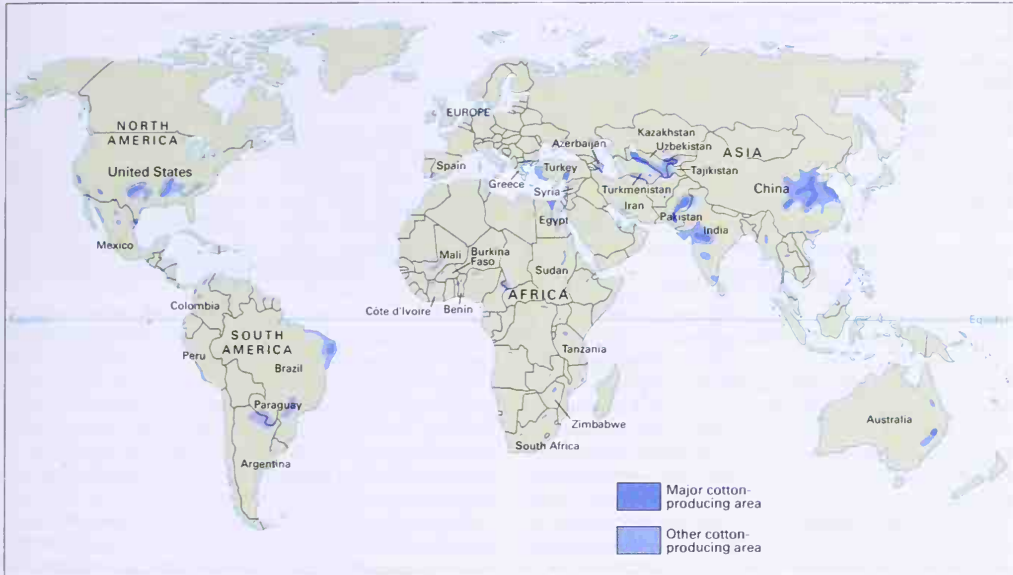 EUROPE
NORTH
AMERICA
Kazakhstan
Azerbaijan
Uzbekistan
ASIA
United States
Spain
Turkey
Tajikistan
Greece
Syria
Turkmenistan
China
Iran
Egypt
Pakistan
India
Mexico
Mali
Burkina
Faso
Sudan
AFRICA
Colombia
Côte d'Ivoire
Benin
Equator
SOUTH
AMERICA
Peru
Brazil
Tanzania
Paraguay
Zimbabwe
Australia
South Africa
Argentina
Major cotton-
producing area
Other cotton-
producing area